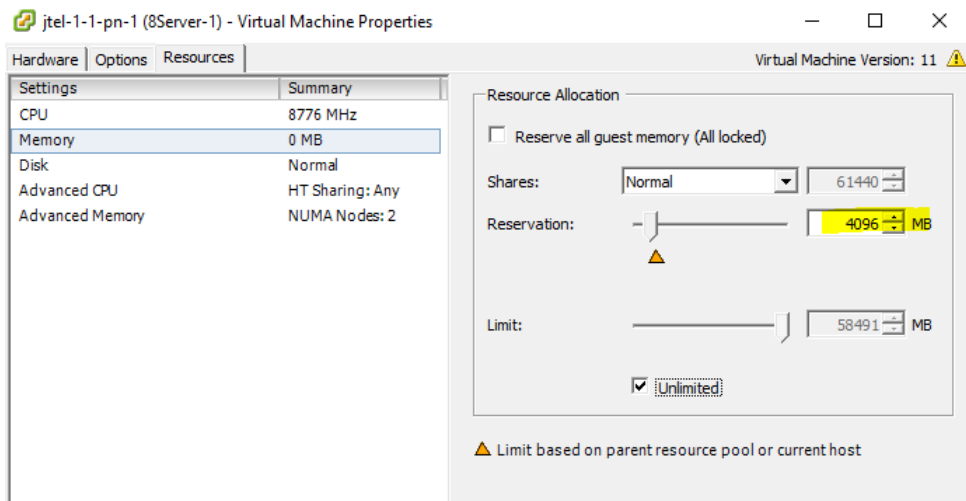 jtel-1-1-pn-1 (8Server-1) - Virtual Machine Properties
Hardware Options Resources Virtual Machine Version: 11
Settings Summary
CPU 8776 MHz
Memory 0 MB
Disk Normal
Advanced CPU HT Sharing: Any
Advanced Memory NUMA Nodes: 2
Resource Allocation
Reserve all guest memory (All locked)
Shares: Normal 61440
Reservation: 4096 MB
Limit: 58491 MB
Unlimited
Limit based on parent resource pool or current host